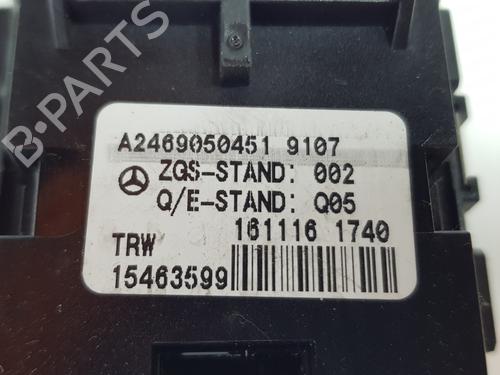 A2469050451 9107
ZGS-STAND: 002
Q/E-STAND: Q05
161116 1740
TRW
15463599
B-PARTS